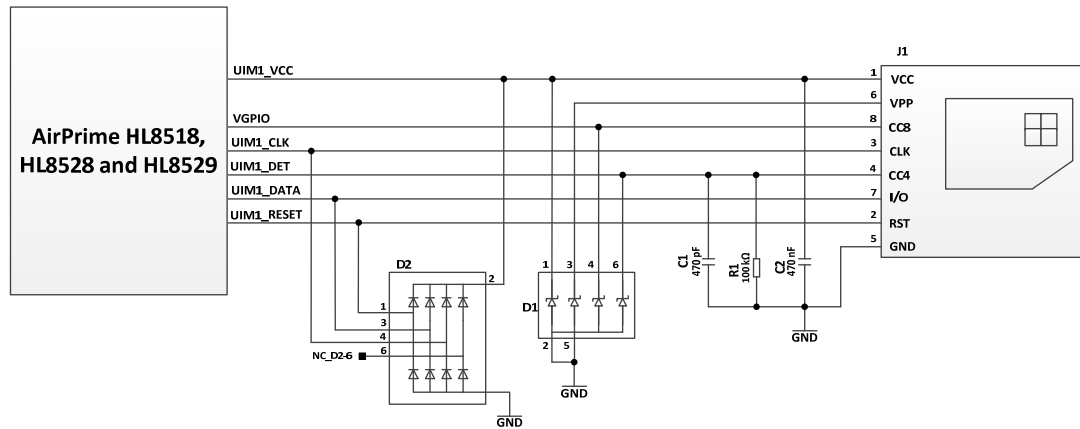 J1
UIM1_VCC
1
VCC
6
VPP
VGPIO
8
CC8
AirPrime HL8518,
HL8528 and HL8529
UIM1_CLK
3
CLK
UIM1_DET
4
CC4
UIM1_DATA
7
I/O
UIM1_RESET
2
RST
5
GND
C1
470 pF
R1
100 kΩ
C2
470 nF
D2
2
1
3
4
6
NC_D2-6
GND
1
3
4
6
D1
2
5
GND
GND